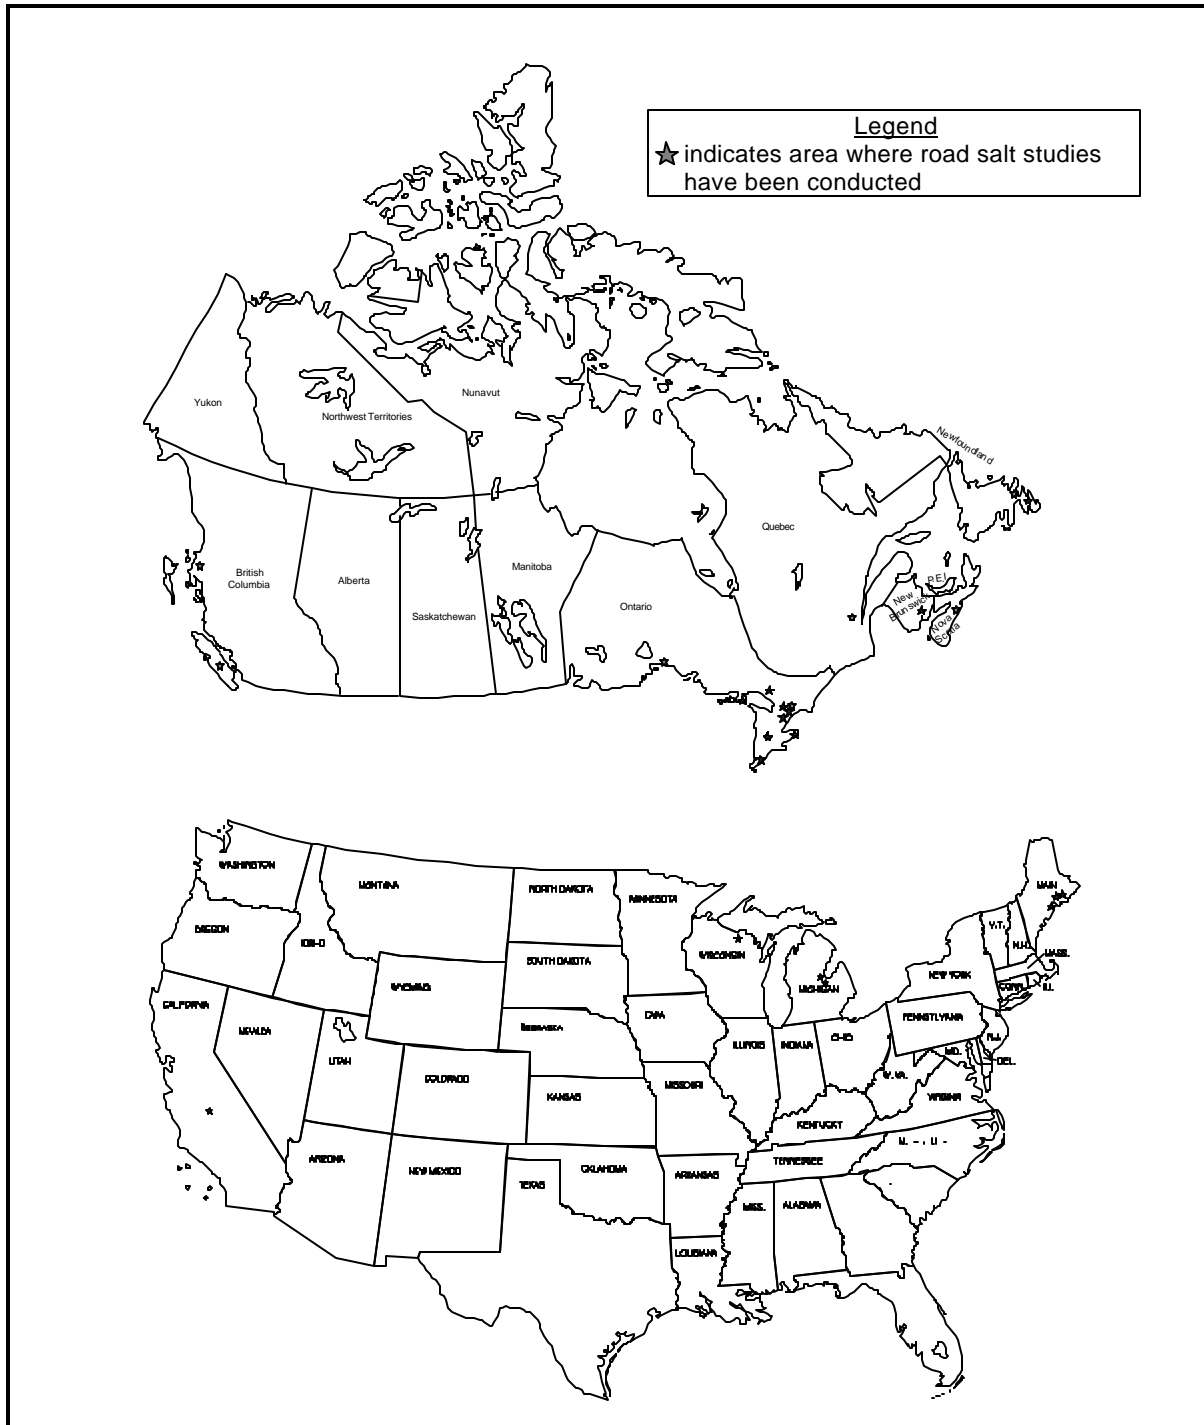 Legend
indicates area where road salt studies
have been conducted
Nunavut
Yukon
Northwest Territories
Newfoundland
Quebec
British
Columbia
Alberta
Manitoba
Saskatchewan
Ontario
P.E.I
New
Brunswick
Nova
Scotia
WASHINGTON
MONTANA
NORTH DAKOTA
MINNESOTA
MAIN
OREGON
V.T.
N.H.
MASS.
WISCONSIN
SOUTH DAKOTA
NEW YORK
CONN.
WYOMING
MICHIGAN
CALIFORNIA
NEVADA
NEBRASKA
PENNSYLVANIA
UTAH
ILLINOIS
INDIANA
OHIO
N.J.
MD.
DEL.
COLORADO
W.VA.
MISSOURI
KANSAS
VIRGINIA
KENTUCKY
ARIZONA
NEW MEXICO
OKLAHOMA
TENNESSEE
TEXAS
ARKANSAS
MISS.
ALABAMA
LOUISIANA